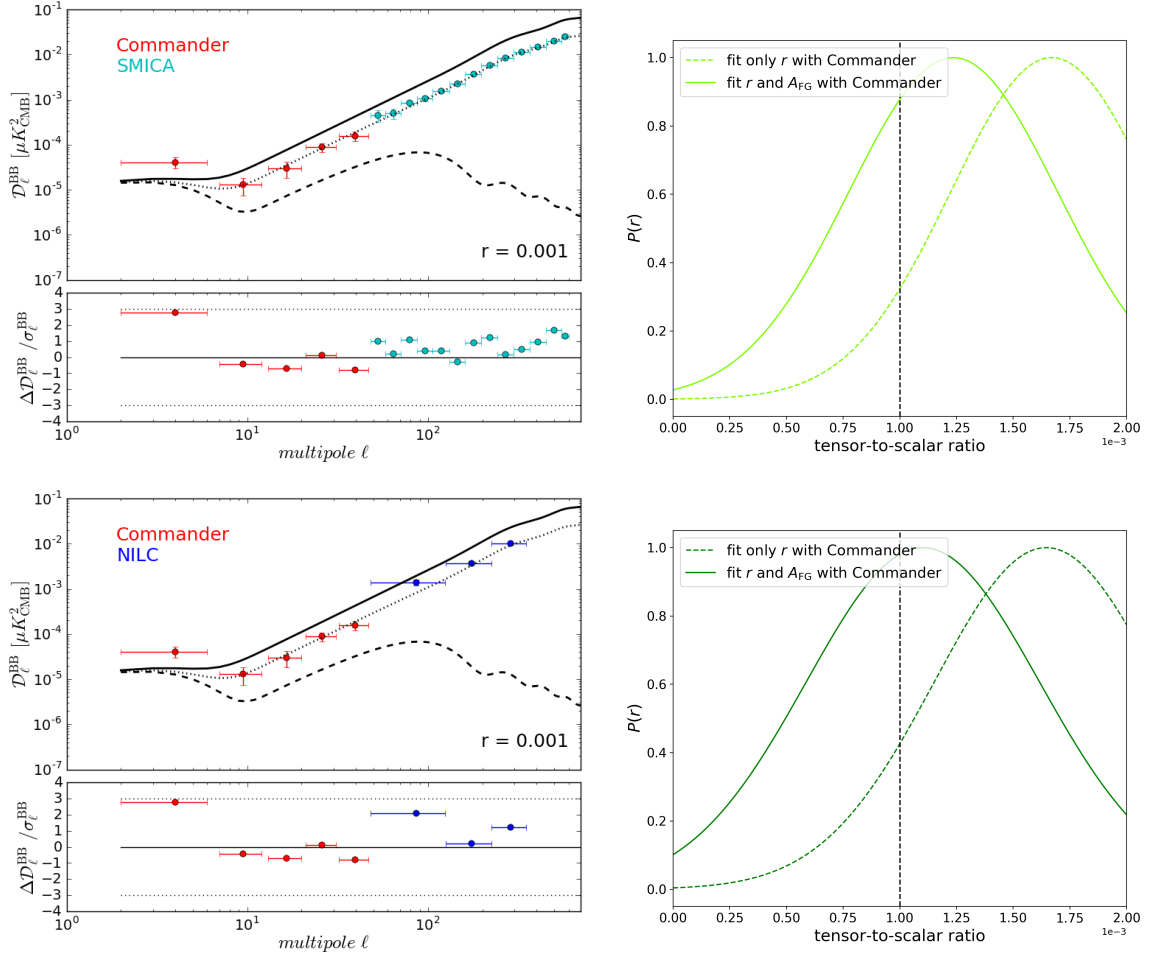 10⁻¹
10⁻²
10⁻³
10⁻⁴
10⁻⁵
10⁻⁶
10⁻⁷
𝒟ℓᴮᴮ [μK²CMB]
Commander
SMICA
r = 0.001
4
3
2
1
0
−1
−2
−3
−4
Δ𝒟ℓᴮᴮ/σℓᴮᴮ
10⁰ 10¹ 10²
multipole ℓ
fit only r with Commander
fit r and A_FG with Commander
1.0
0.8
0.6
0.4
0.2
0.0
P(r)
0.00 0.25 0.50 0.75 1.00 1.25 1.50 1.75 2.00
1e−3
tensor-to-scalar ratio
10⁻¹
10⁻²
10⁻³
10⁻⁴
10⁻⁵
10⁻⁶
10⁻⁷
𝒟ℓᴮᴮ [μK²CMB]
Commander
NILC
r = 0.001
4
3
2
1
0
−1
−2
−3
−4
Δ𝒟ℓᴮᴮ/σℓᴮᴮ
10⁰ 10¹ 10²
multipole ℓ
fit only r with Commander
fit r and A_FG with Commander
1.0
0.8
0.6
0.4
0.2
0.0
P(r)
0.00 0.25 0.50 0.75 1.00 1.25 1.50 1.75 2.00
1e−3
tensor-to-scalar ratio